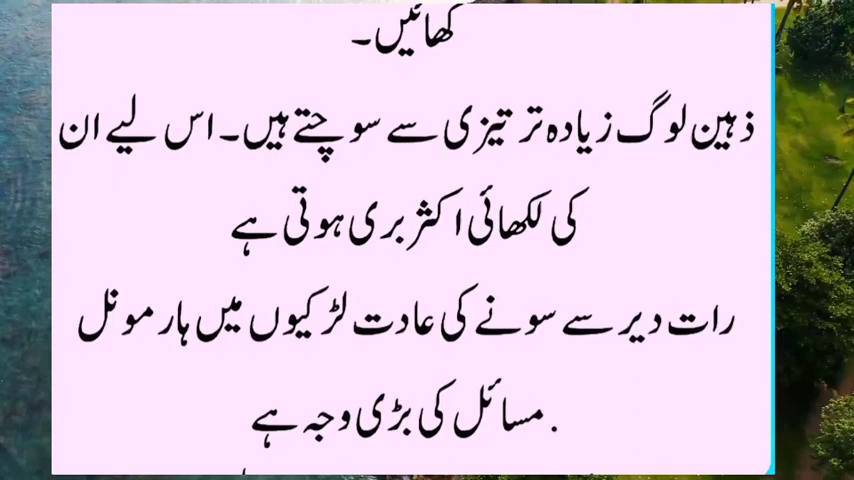 کھائیں۔
ذہین لوگ زیادہ تر تیزی سے سوچتے ہیں۔ اس لیے ان
کی لکھائی اکثر بری ہوتی ہے
رات دیر سے سونے کی عادت لڑکیوں میں ہارمونل
مسائل کی بڑی وجہ ہے.